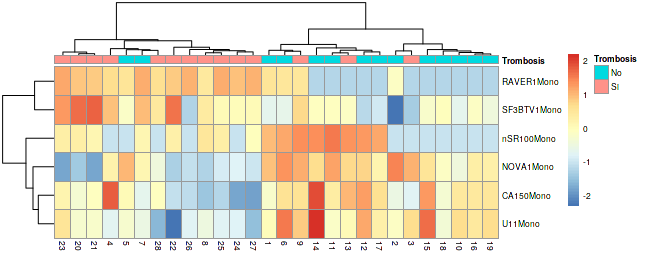 Trombosis
Trombosis
No
SI
RAVER1Mono
SF3BTV1Mono
nSR100Mono
NOVA1Mono
CA150Mono
U11Mono
2
1
0
-1
-2
23 20 21 4 5 7 28 22 26 8 25 24 27 1 6 9 14 11 13 12 17 2 3 15 18 10 16 19